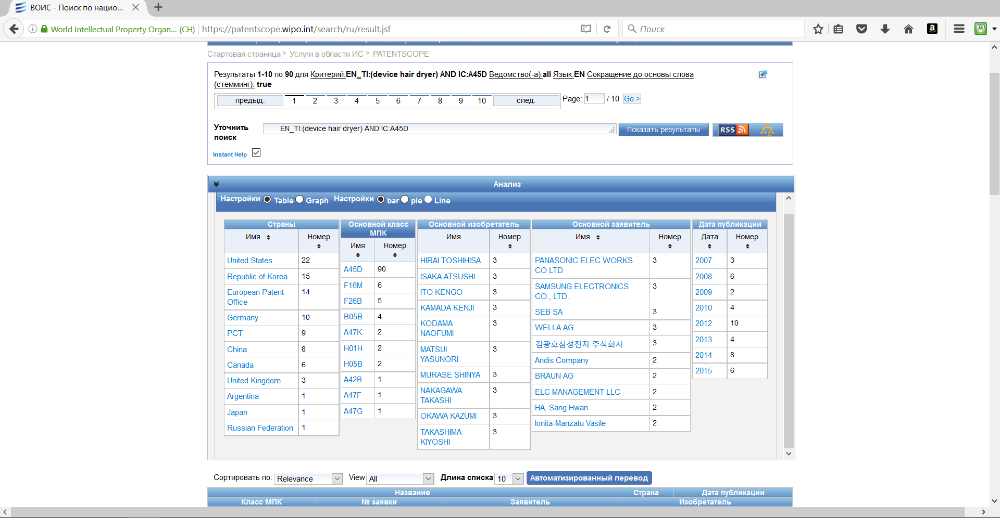 ВОИС - Поиск по нацио...
World Intellectual Property Organ... (CH)
https://patentscope.wipo.int/search/ru/result.jsf
Поиск
Стартовая страница > Услуги в области ИС > PATENTSCOPE
Результаты 1-10 по 90 для Критерий:EN_TI:(device hair dryer) AND IC:A45D Ведомство(-а):all Язык:EN Сокращение до основы слова
(стемминг): true
предыд. 1 2 3 4 5 6 7 8 9 10 след. Page: 1 / 10 Go >
Уточнить
поиск
EN_TI:(device hair dryer) AND IC:A45D
Показать результаты
RSS
Instant Help
Анализ
Настройки Table Graph Настройки bar pie Line
Страны
Имя Номер
United States 22
Republic of Korea 15
European Patent
Office 14
Germany 10
PCT 9
China 8
Canada 6
United Kingdom 3
Argentina 1
Japan 1
Russian Federation 1
Основной класс
МПК
Имя Номер
A45D 90
F16M 6
F26B 5
B05B 4
A47K 2
H01H 2
H05B 2
A42B 1
A47F 1
A47G 1
Основной изобретатель
Имя Номер
HIRAI TOSHIHISA 3
ISAKA ATSUSHI 3
ITO KENGO 3
KAMADA KENJI 3
KODAMA
NAOFUMI 3
MATSUI
YASUNORI 3
MURASE SHINYA 3
NAKAGAWA
TAKASHI 3
OKAWA KAZUMI 3
TAKASHIMA
KIYOSHI 3
Основной заявитель
Имя Номер
PANASONIC ELEC WORKS
CO LTD 3
SAMSUNG ELECTRONICS
CO., LTD. 3
SEB SA 3
WELLA AG 3
김광호삼성전자 주식회사 3
Andis Company 2
BRAUN AG 2
ELC MANAGEMENT LLC 2
HA, Sang Hwan 2
Ionita-Manzatu Vasile 2
Дата публикации
Дата Номер
2007 3
2008 6
2009 2
2010 4
2012 10
2013 4
2014 8
2015 6
Сортировать по: Relevance View All Длина списка 10 Автоматизированный перевод
Название Страна Дата публикации
Класс МПК № заявки Заявитель Изобретатель